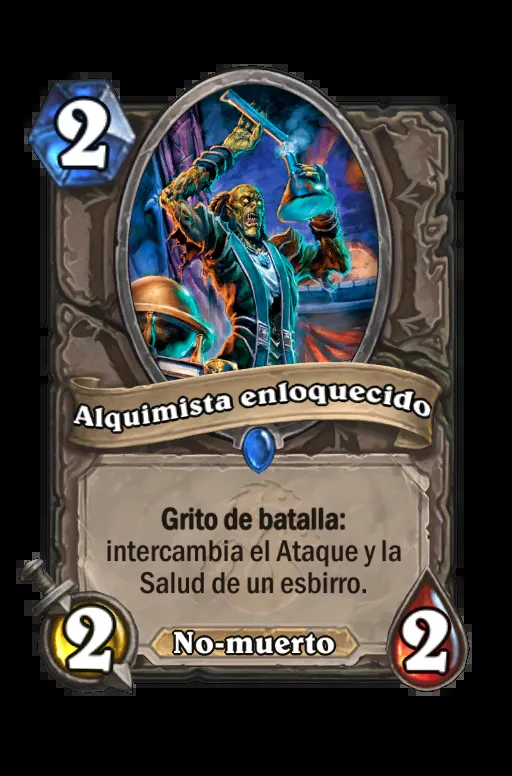 2
Alquimista enloquecido
Grito de batalla:
intercambia el Ataque y la
Salud de un esbirro.
2
No-muerto
2